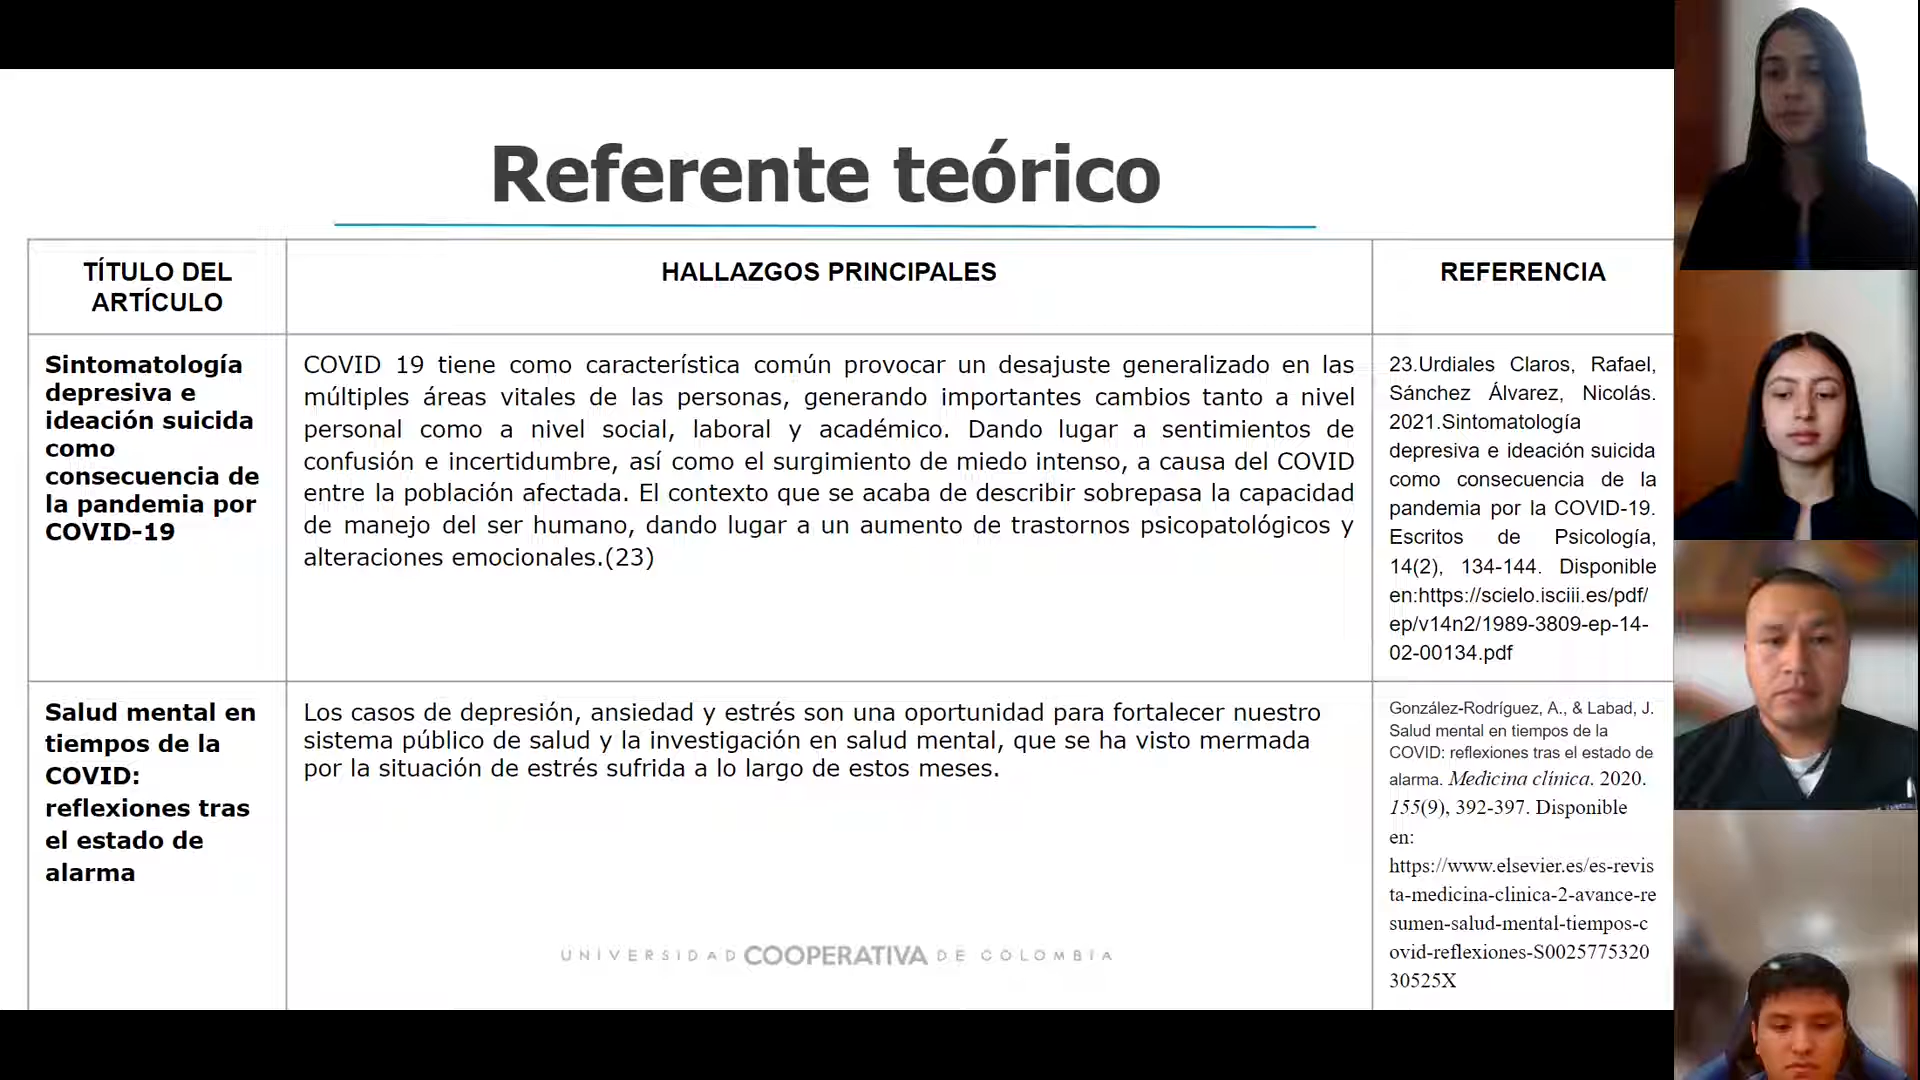 Referente teórico
TÍTULO DEL
ARTÍCULO
HALLAZGOS PRINCIPALES
REFERENCIA
Sintomatología
depresiva e
ideación suicida
como
consecuencia de
la pandemia por
COVID-19
COVID 19 tiene como característica común provocar un desajuste generalizado en las
múltiples áreas vitales de las personas, generando importantes cambios tanto a nivel
personal como a nivel social, laboral y académico. Dando lugar a sentimientos de
confusión e incertidumbre, así como el surgimiento de miedo intenso, a causa del COVID
entre la población afectada. El contexto que se acaba de describir sobrepasa la capacidad
de manejo del ser humano, dando lugar a un aumento de trastornos psicopatológicos y
alteraciones emocionales.(23)
23.Urdiales Claros, Rafael,
Sánchez Álvarez, Nicolás.
2021.Sintomatología
depresiva e ideación suicida
como consecuencia de la
pandemia por la COVID-19.
Escritos de Psicología,
14(2), 134-144. Disponible
en:https://scielo.isciii.es/pdf/
ep/v14n2/1989-3809-ep-14-
02-00134.pdf
Salud mental en
tiempos de la
COVID:
reflexiones tras
el estado de
alarma
Los casos de depresión, ansiedad y estrés son una oportunidad para fortalecer nuestro
sistema público de salud y la investigación en salud mental, que se ha visto mermada
por la situación de estrés sufrida a lo largo de estos meses.
González-Rodríguez, A., & Labad, J.
Salud mental en tiempos de la
COVID: reflexiones tras el estado de
alarma. Medicina clínica. 2020.
155(9), 392-397. Disponible
en:
https://www.elsevier.es/es-revis
ta-medicina-clinica-2-avance-re
sumen-salud-mental-tiempos-c
ovid-reflexiones-S0025775320
30525X
UNIVERSIDAD COOPERATIVA DE COLOMBIA